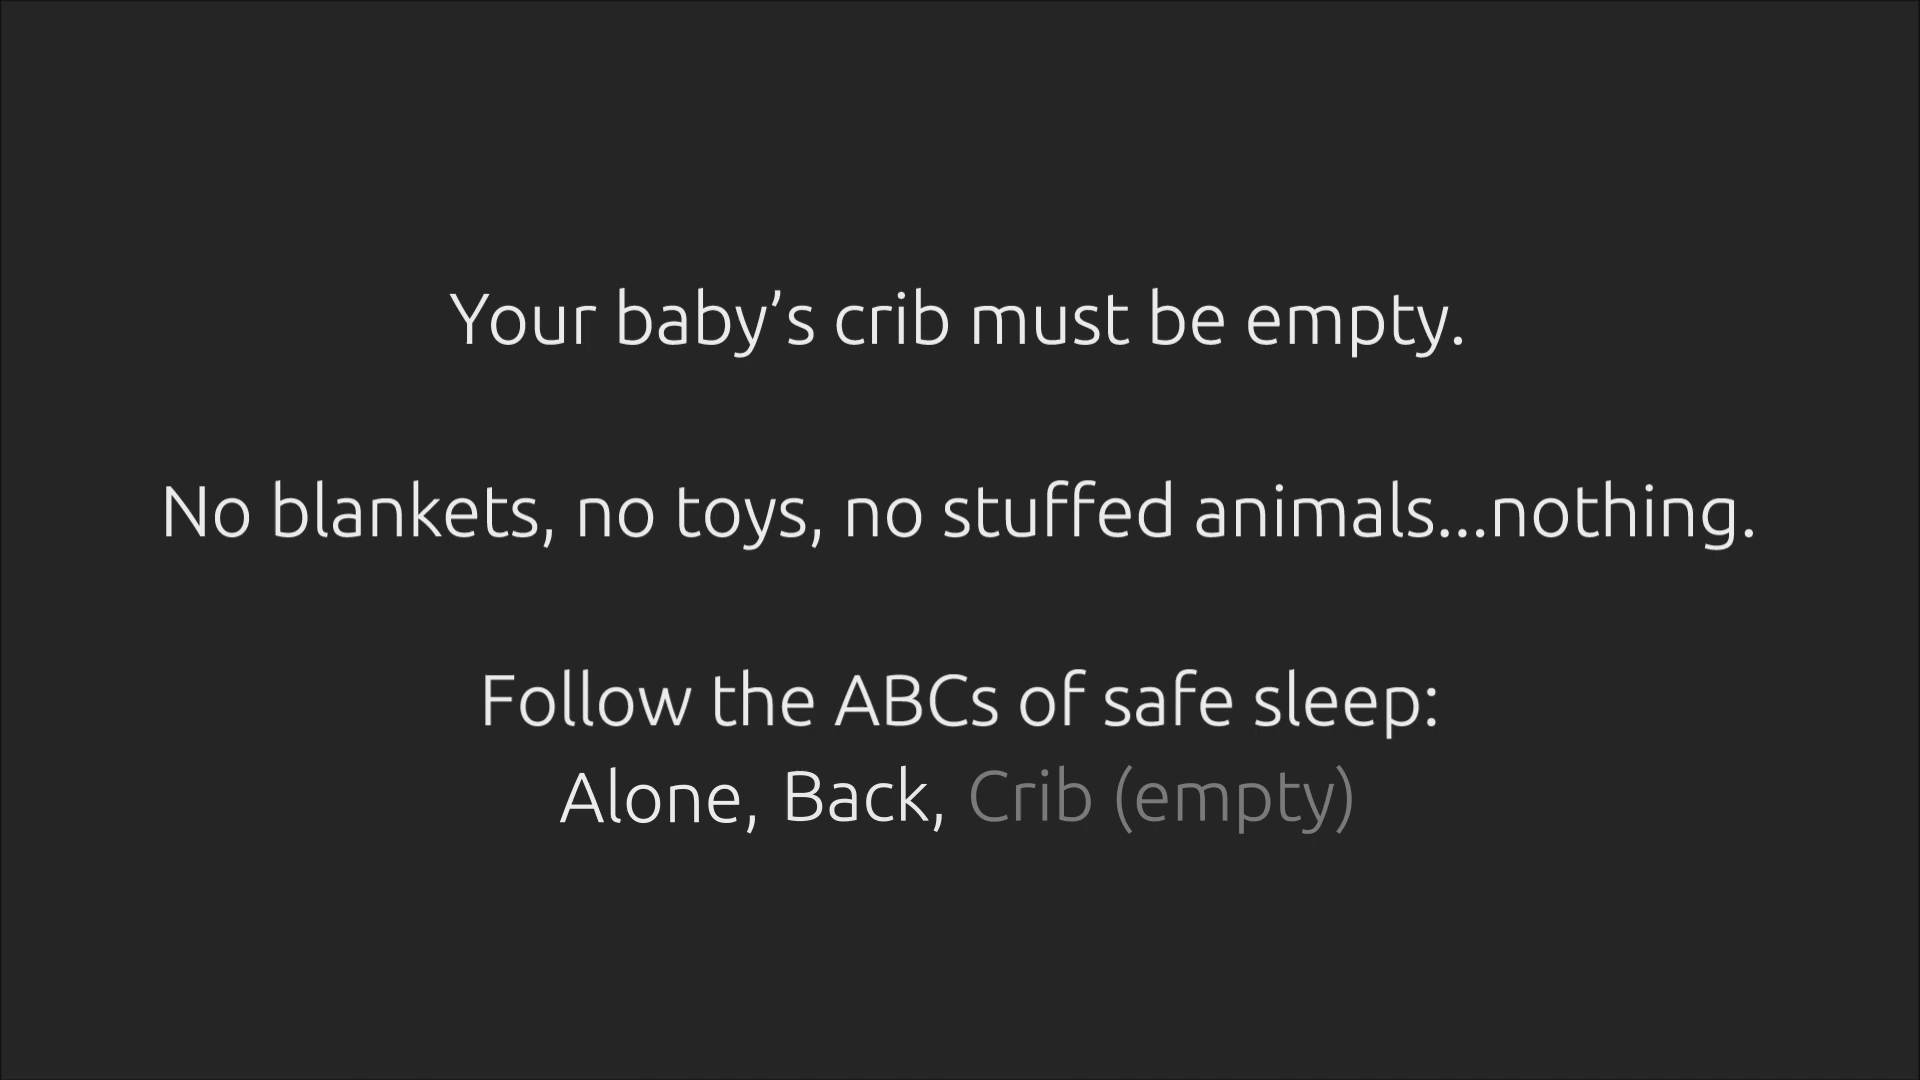 Your baby’s crib must be empty.
No blankets, no toys, no stuffed animals...nothing.
Follow the ABCs of safe sleep:
Alone, Back, Crib (empty)